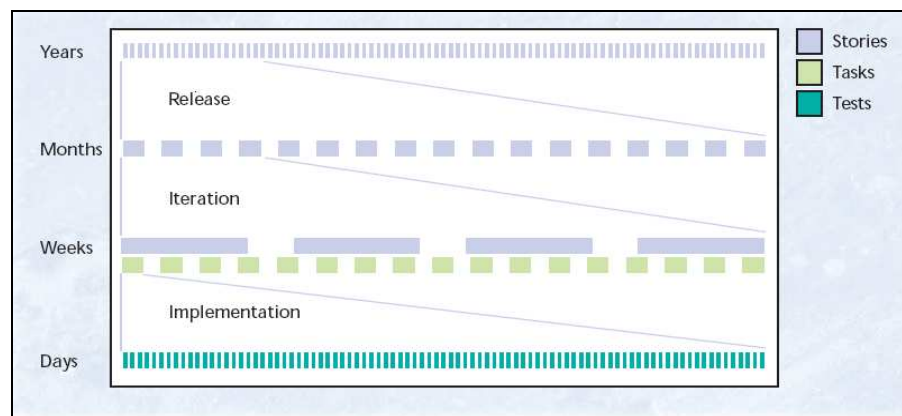 Years
Stories
Tasks
Tests
Release
Months
Iteration
Weeks
Implementation
Days